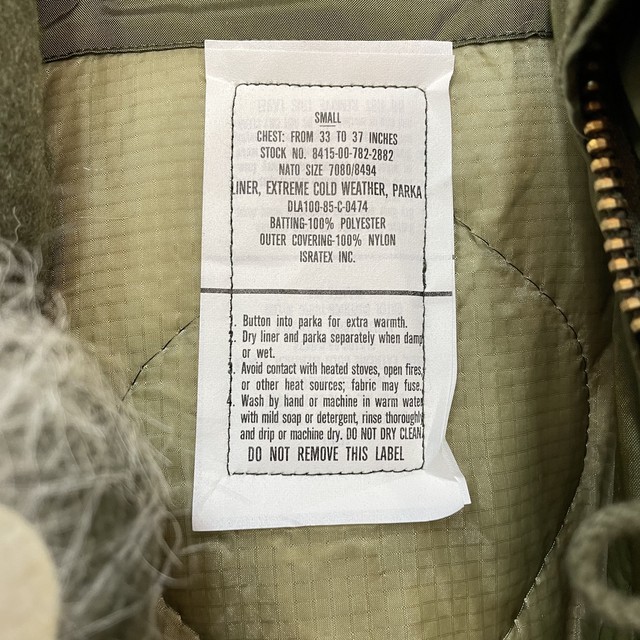 SMALL
CHEST: FROM 33 TO 37 INCHES
STOCK NO. 8415-00-782-2882
NATO SIZE 7080/8494
LINER, EXTREME COLD WEATHER, PARKA
DLA100-85-C-0474
BATTING-100% POLYESTER
OUTER COVERING-100% NYLON
ISRATEX INC.
1. Button into parka for extra warmth.
2. Dry liner and parka separately when damp
or wet.
3. Avoid contact with heated stoves, open fires,
or other heat sources; fabric may fuse.
4. Wash by hand or machine in warm water
with mild soap or detergent, rinse thoroughly
and drip or machine dry. DO NOT DRY CLEAN.
DO NOT REMOVE THIS LABEL